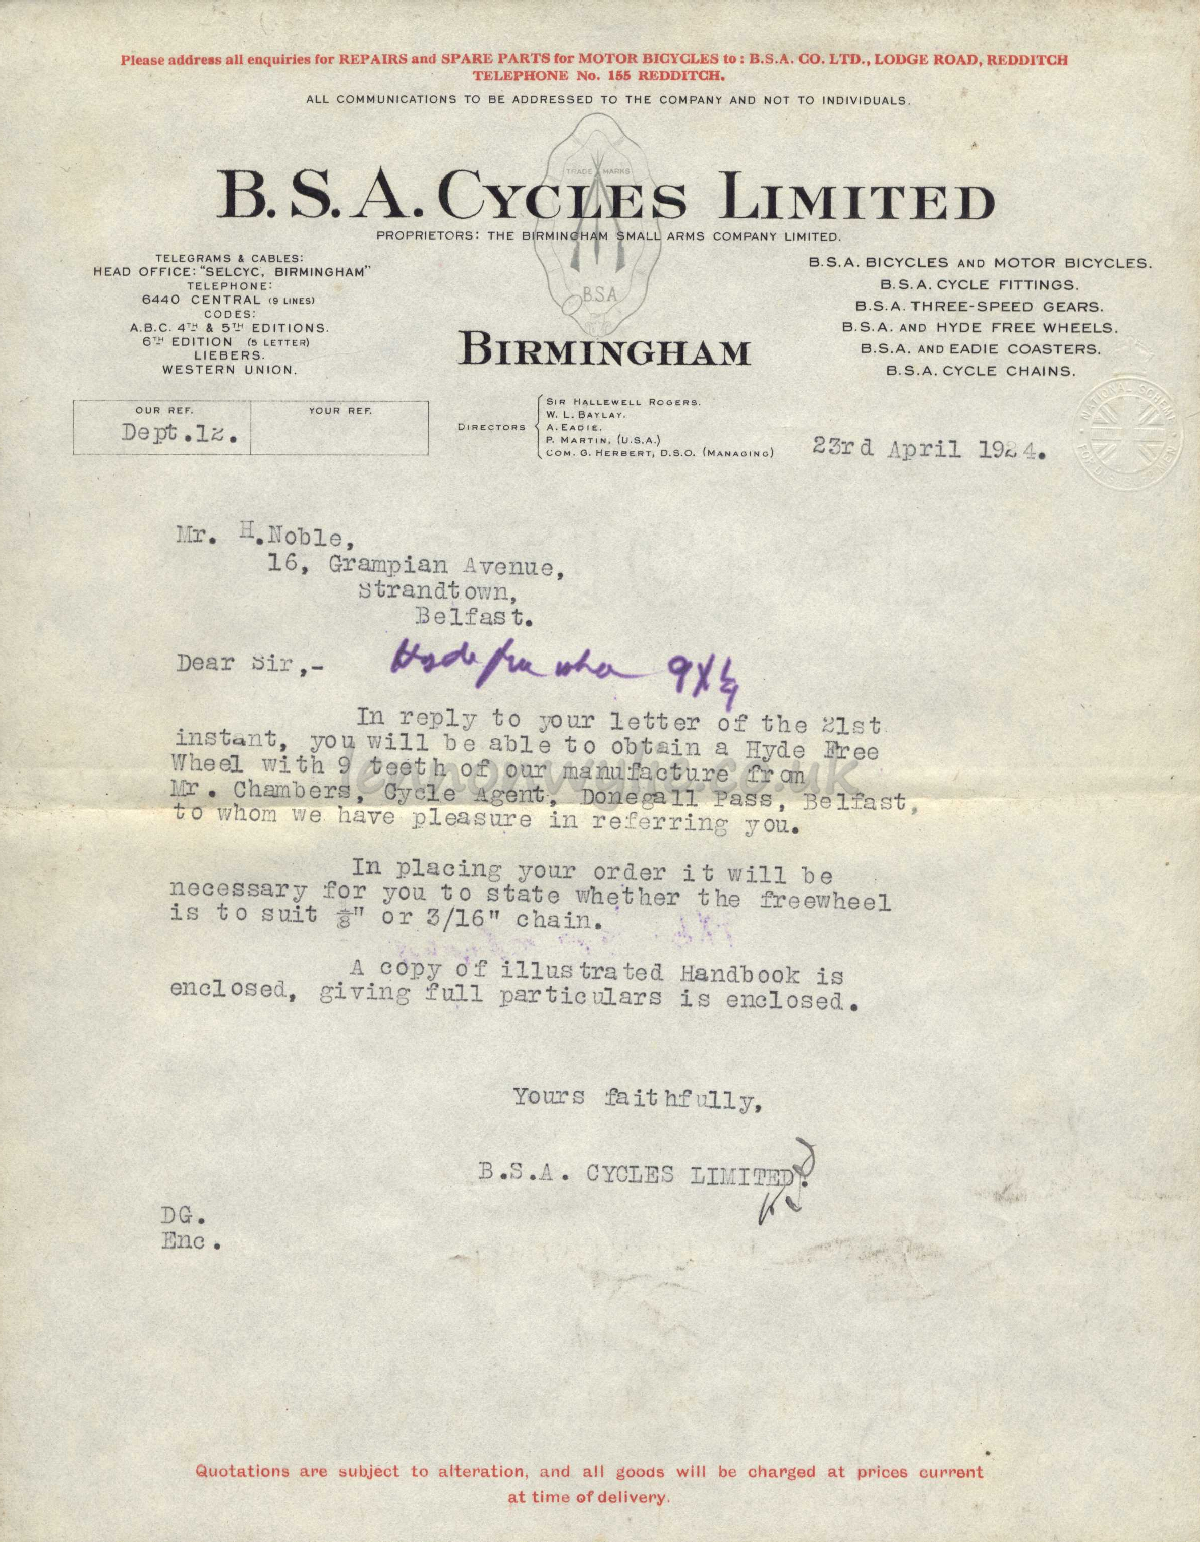 Please address all enquiries for REPAIRS and SPARE PARTS for MOTOR BICYCLES to: B.S.A. CO. LTD., LODGE ROAD, REDDITCH
TELEPHONE No. 155 REDDITCH.
ALL COMMUNICATIONS TO BE ADDRESSED TO THE COMPANY AND NOT TO INDIVIDUALS.
TRADE MARKS
B.S.A. CYCLES LIMITED
PROPRIETORS: THE BIRMINGHAM SMALL ARMS COMPANY LIMITED.
TELEGRAMS & CABLES:
HEAD OFFICE: "SELCYC, BIRMINGHAM"
TELEPHONE:
6440 CENTRAL (9 LINES)
CODES:
A.B.C. 4TH & 5TH EDITIONS.
6TH EDITION (5 LETTER)
LIEBERS.
WESTERN UNION.
BSA
BIRMINGHAM
B.S.A. BICYCLES AND MOTOR BICYCLES.
B.S.A. CYCLE FITTINGS.
B.S.A. THREE-SPEED GEARS.
B.S.A. AND HYDE FREE WHEELS.
B.S.A. AND EADIE COASTERS.
B.S.A. CYCLE CHAINS.
OUR REF. YOUR REF.
Dept.12.
DIRECTORS
SIR HALLEWELL ROGERS.
W. L. BAYLAY.
A. EADIE.
P. MARTIN, (U.S.A.)
COM. G. HERBERT, D.S.O. (MANAGING)
23rd April 1924.
NATIONAL SCHEME
Mr. H.Noble,
16, Grampian Avenue,
Strandtown,
Belfast.
Dear Sir,-
Hyde free whee 9 X
In reply to your letter of the 21st
instant, you will be able to obtain a Hyde Free
Wheel with 9 teeth of our manufacture from
Mr. Chambers, Cycle Agent, Donegall Pass, Belfast,
to whom we have pleasure in referring you.
In placing your order it will be
necessary for you to state whether the freewheel
is to suit ⅛" or 3/16" chain.
A copy of illustrated Handbook is
enclosed, giving full particulars is enclosed.
Yours faithfully,
B.S.A. CYCLES LIMITED.
DG.
Enc.
Quotations are subject to alteration, and all goods will be charged at prices current
at time of delivery.